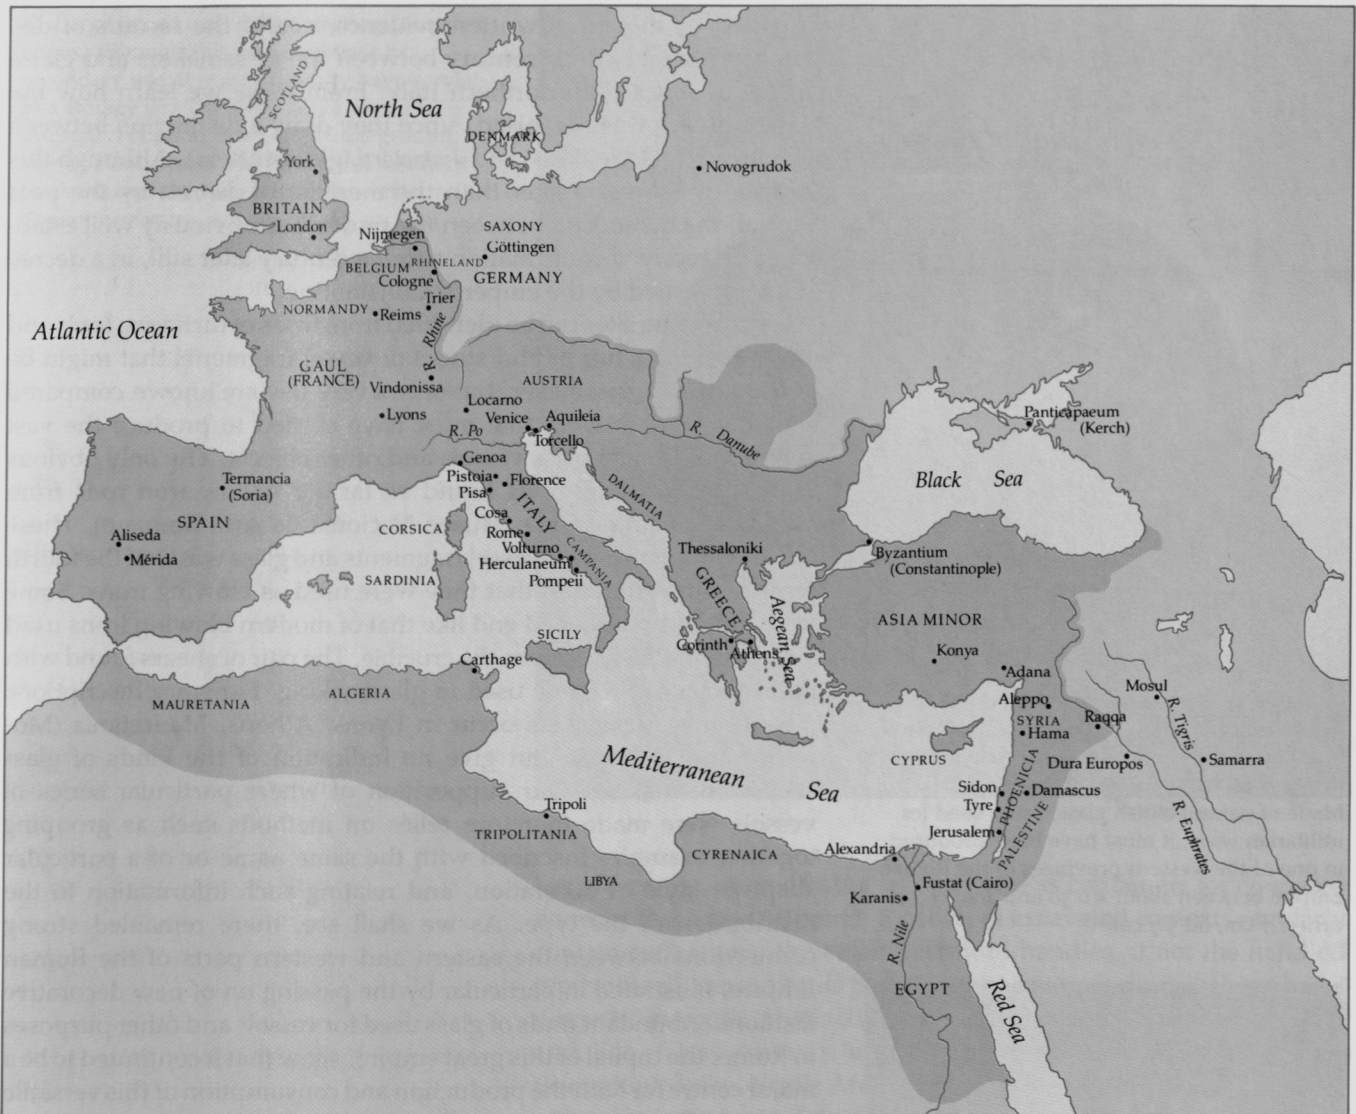 SCOTLAND
North Sea
DENMARK
Novogrudok
York
BRITAIN
London
Nijmegen
SAXONY
Göttingen
BELGIUM
RHINELAND
Cologne
GERMANY
Trier
NORMANDY
Reims
R. Rhine
Atlantic Ocean
GAUL
(FRANCE)
Vindonissa
AUSTRIA
Lyons
Locarno
Venice
Aquileia
Torcello
R. Po
R. Danube
Panticapaeum
(Kerch)
Genoa
Pistoia
Florence
Pisa
DALMATIA
Black Sea
Termancia
(Soria)
SPAIN
CORSICA
ITALY
Cosa
Rome
Volturno
CAMPANIA
Herculaneum
Pompeii
Aliseda
Mérida
SARDINIA
Thessaloniki
Byzantium
(Constantinople)
GREECE
Aegean Sea
ASIA MINOR
SICILY
Corinth
Athens
Konya
Adana
Carthage
ALGERIA
MAURETANIA
Aleppo
SYRIA
Hama
Raqqa
Mosul
R. Tigris
Mediterranean Sea
CYPRUS
Dura Europos
Samarra
Sidon
PHOENICIA
Damascus
Tyre
Jerusalem
PALESTINE
R. Euphrates
Tripoli
TRIPOLITANIA
CYRENAICA
Alexandria
LIBYA
Fustat (Cairo)
Karanis
R. Nile
EGYPT
Red Sea